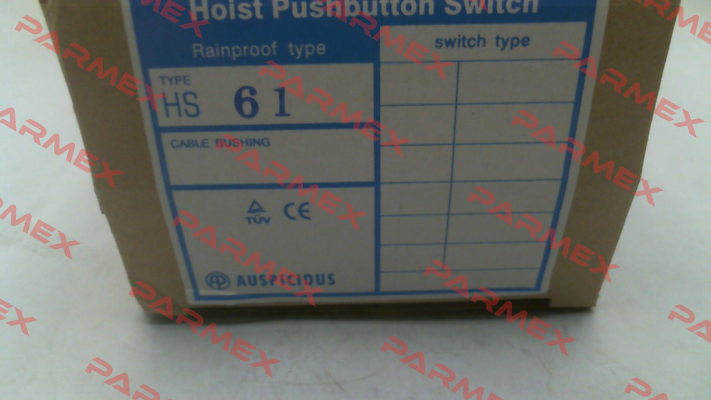 Hoist Pushbutton Switch
Rainproof type
switch type
TYPE
HS 61
CABLE BUSHING
TÜV CE
AUSPICIOUS
PARMEX